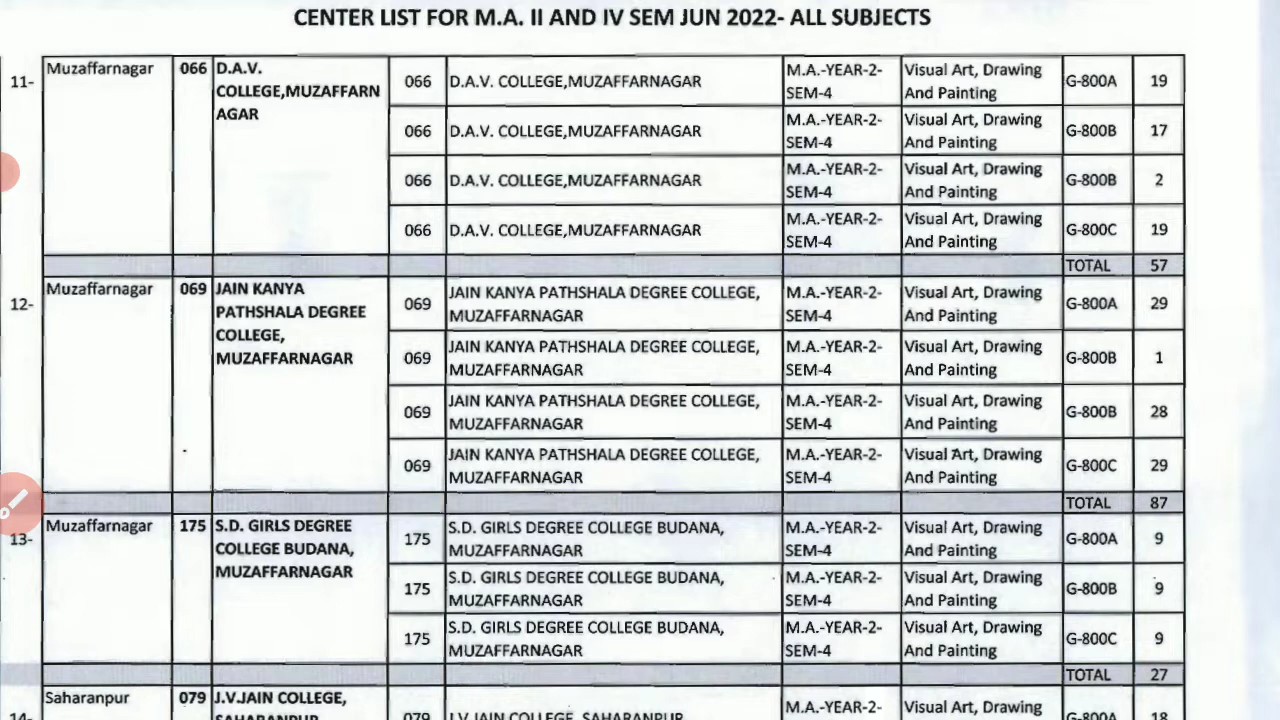 CENTER LIST FOR M.A. II AND IV SEM JUN 2022- ALL SUBJECTS
11- Muzaffarnagar 066 D.A.V. COLLEGE,MUZAFFARN AGAR 066 D.A.V. COLLEGE,MUZAFFARNAGAR M.A.-YEAR-2- SEM-4 Visual Art, Drawing And Painting G-800A 19
066 D.A.V. COLLEGE,MUZAFFARNAGAR M.A.-YEAR-2- SEM-4 Visual Art, Drawing And Painting G-800B 17
066 D.A.V. COLLEGE,MUZAFFARNAGAR M.A.-YEAR-2- SEM-4 Visual Art, Drawing And Painting G-800B 2
066 D.A.V. COLLEGE,MUZAFFARNAGAR M.A.-YEAR-2- SEM-4 Visual Art, Drawing And Painting G-800C 19
TOTAL 57
12- Muzaffarnagar 069 JAIN KANYA PATHSHALA DEGREE COLLEGE, MUZAFFARNAGAR 069 JAIN KANYA PATHSHALA DEGREE COLLEGE, MUZAFFARNAGAR M.A.-YEAR-2- SEM-4 Visual Art, Drawing And Painting G-800A 29
069 JAIN KANYA PATHSHALA DEGREE COLLEGE, MUZAFFARNAGAR M.A.-YEAR-2- SEM-4 Visual Art, Drawing And Painting G-800B 1
069 JAIN KANYA PATHSHALA DEGREE COLLEGE, MUZAFFARNAGAR M.A.-YEAR-2- SEM-4 Visual Art, Drawing And Painting G-800B 28
069 JAIN KANYA PATHSHALA DEGREE COLLEGE, MUZAFFARNAGAR M.A.-YEAR-2- SEM-4 Visual Art, Drawing And Painting G-800C 29
TOTAL 87
13- Muzaffarnagar 175 S.D. GIRLS DEGREE COLLEGE BUDANA, MUZAFFARNAGAR 175 S.D. GIRLS DEGREE COLLEGE BUDANA, MUZAFFARNAGAR M.A.-YEAR-2- SEM-4 Visual Art, Drawing And Painting G-800A 9
175 S.D. GIRLS DEGREE COLLEGE BUDANA, MUZAFFARNAGAR M.A.-YEAR-2- SEM-4 Visual Art, Drawing And Painting G-800B 9
175 S.D. GIRLS DEGREE COLLEGE BUDANA, MUZAFFARNAGAR M.A.-YEAR-2- SEM-4 Visual Art, Drawing And Painting G-800C 9
TOTAL 27
14- Saharanpur 079 J.V.JAIN COLLEGE, SAHARANPUR 079 J.V.JAIN COLLEGE, SAHARANPUR M.A.-YEAR-2- Visual Art, Drawing G-800A 18